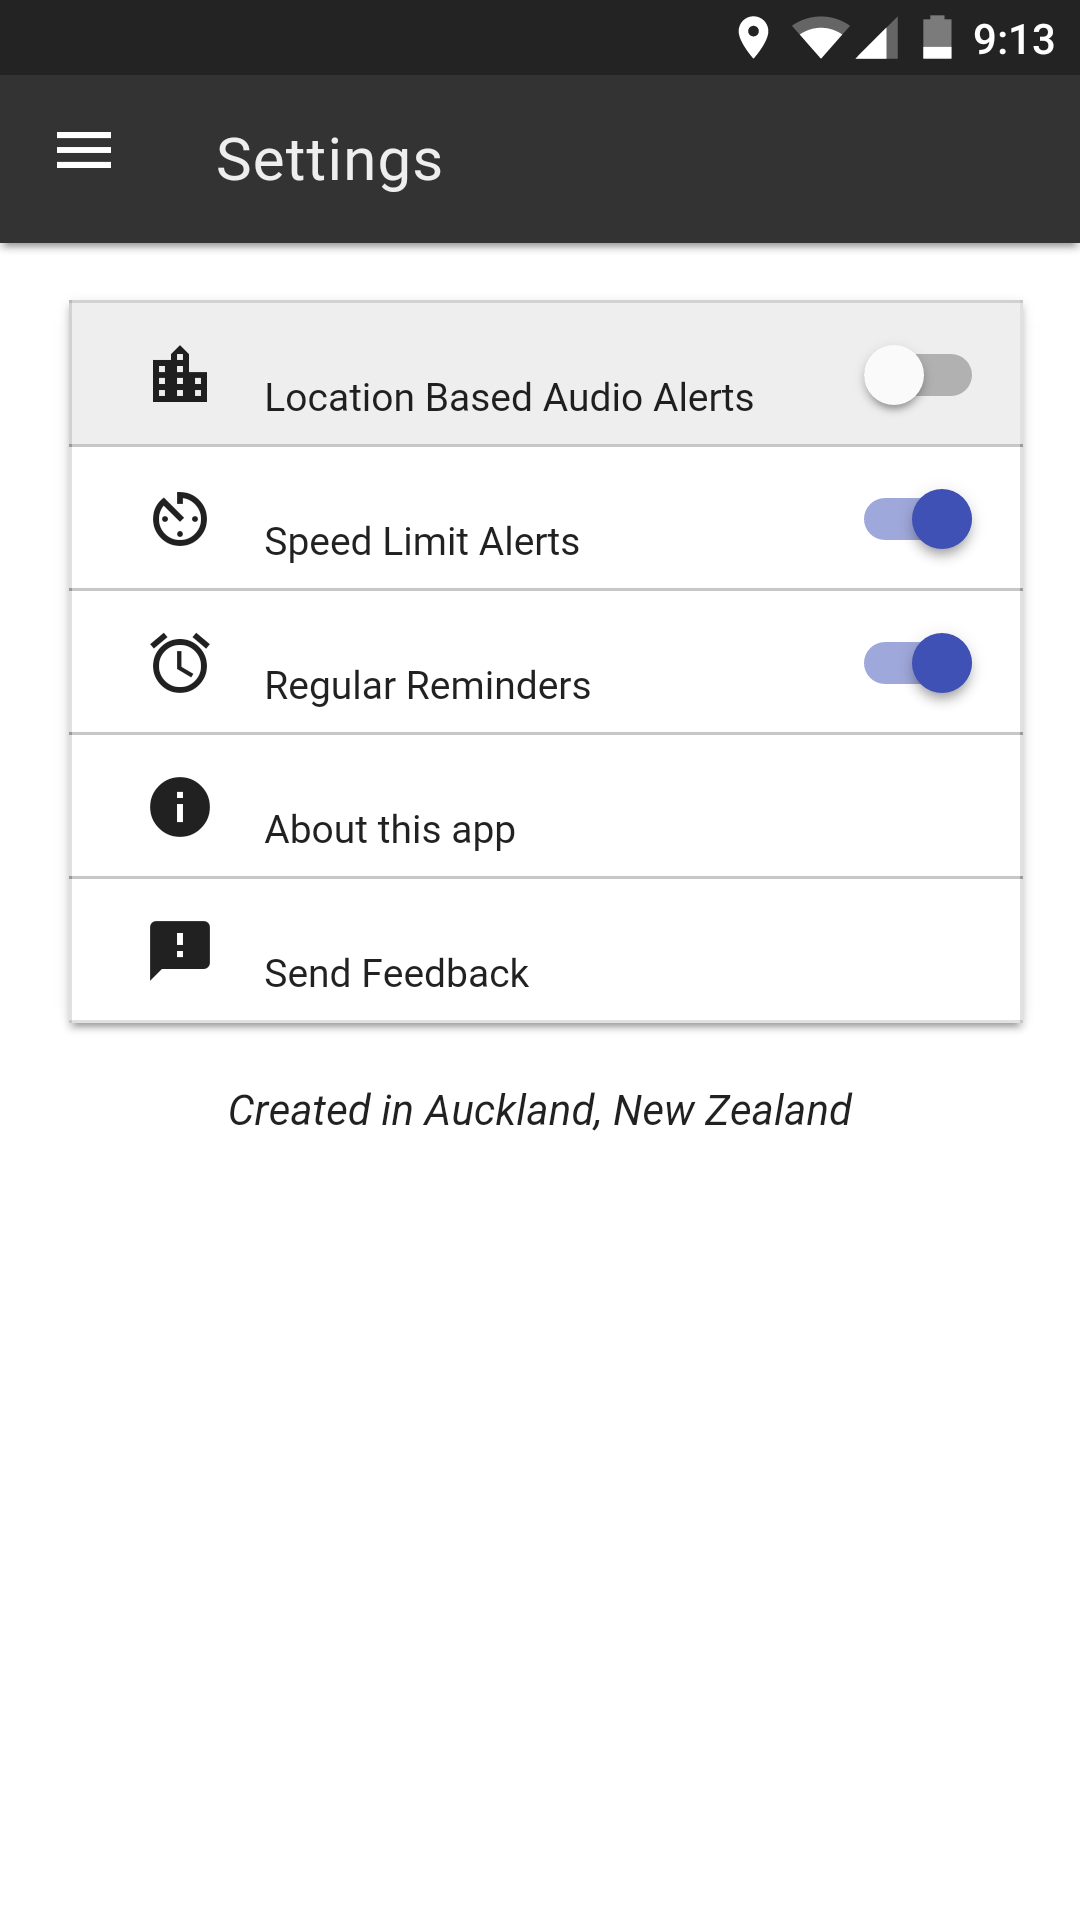 9:13
Settings
Location Based Audio Alerts
Speed Limit Alerts
Regular Reminders
About this app
Send Feedback
Created in Auckland, New Zealand